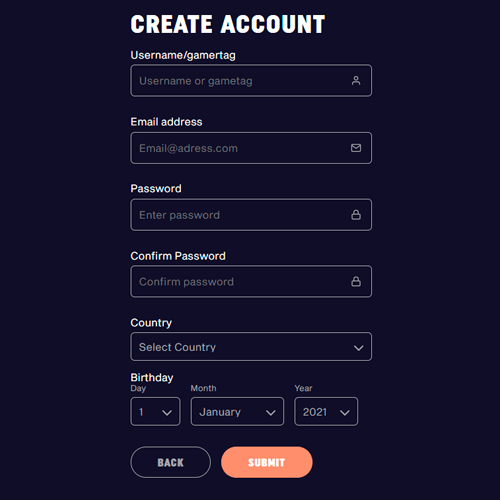 CREATE ACCOUNT
Username/gamertag
Username or gametag
Email address
Email@adress.com
Password
Enter password
Confirm Password
Confirm password
Country
Select Country
Birthday
Day Month Year
1 January 2021
BACK SUBMIT